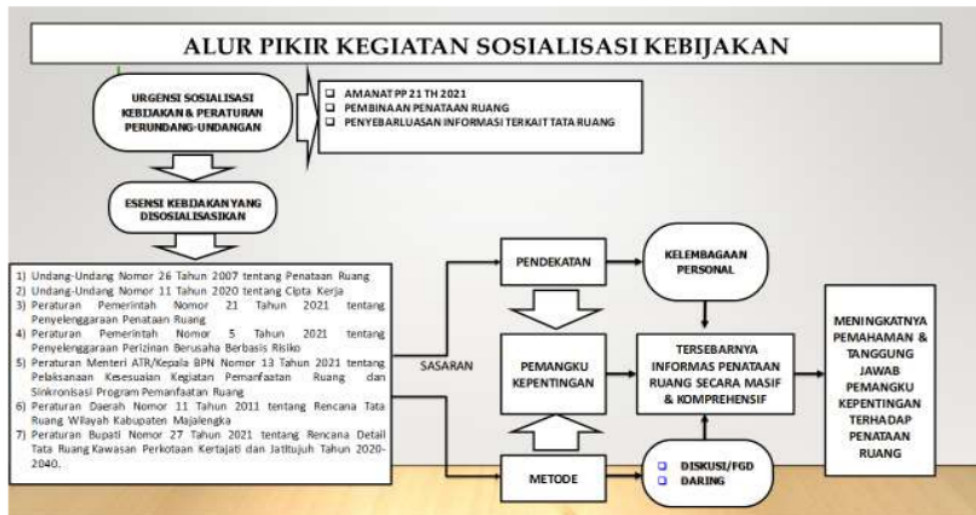 ALUR PIKIR KEGIATAN SOSIALISASI KEBIJAKAN
URGENSI SOSIALISASI
KEBIJAKAN & PERATURAN
PERUNDANG-UNDANGAN
AMANAT PP 21 TH 2021
PEMBINAAN PENATAAN RUANG
PENYEBARLUASAN INFORMASI TERKAIT TATA RUANG
ESENSI KEBIJAKAN YANG
DISOSIALISASIKAN
1) Undang-Undang Nomor 26 Tahun 2007 tentang Penataan Ruang
2) Undang-Undang Nomor 11 Tahun 2020 tentang Cipta Kerja
3) Peraturan Pemerintah Nomor 21 Tahun 2021 tentang
Penyelenggaraan Penataan Ruang
4) Peraturan Pemerintah Nomor 5 Tahun 2021 tentang
Penyelenggaraan Perizinan Berusaha Berbasis Risiko
5) Peraturan Menteri ATR/Kepala BPN Nomor 13 Tahun 2021 tentang
Pelaksanaan Kesesuaian Kegiatan Pemanfaatan Ruang dan
Sinkronisasi Program Pemanfaatan Ruang
6) Peraturan Daerah Nomor 11 Tahun 2011 tentang Rencana Tata
Ruang Wilayah Kabupaten Majalengka
7) Peraturan Bupati Nomor 27 Tahun 2021 tentang Rencana Detail
Tata Ruang Kawasan Perkotaan Kertajati dan Jatitujuh Tahun 2020-
2040.
SASARAN
PENDEKATAN
PEMANGKU
KEPENTINGAN
METODE
KELEMBAGAAN
PERSONAL
TERSEBARNYA
INFORMAS PENATAAN
RUANG SECARA MASIF
& KOMPREHENSIF
DISKUSI/FGD
DARING
MENINGKATNYA
PEMAHAMAN &
TANGGUNG
JAWAB
PEMANGKU
KEPENTINGAN
TERHADAP
PENATAAN
RUANG